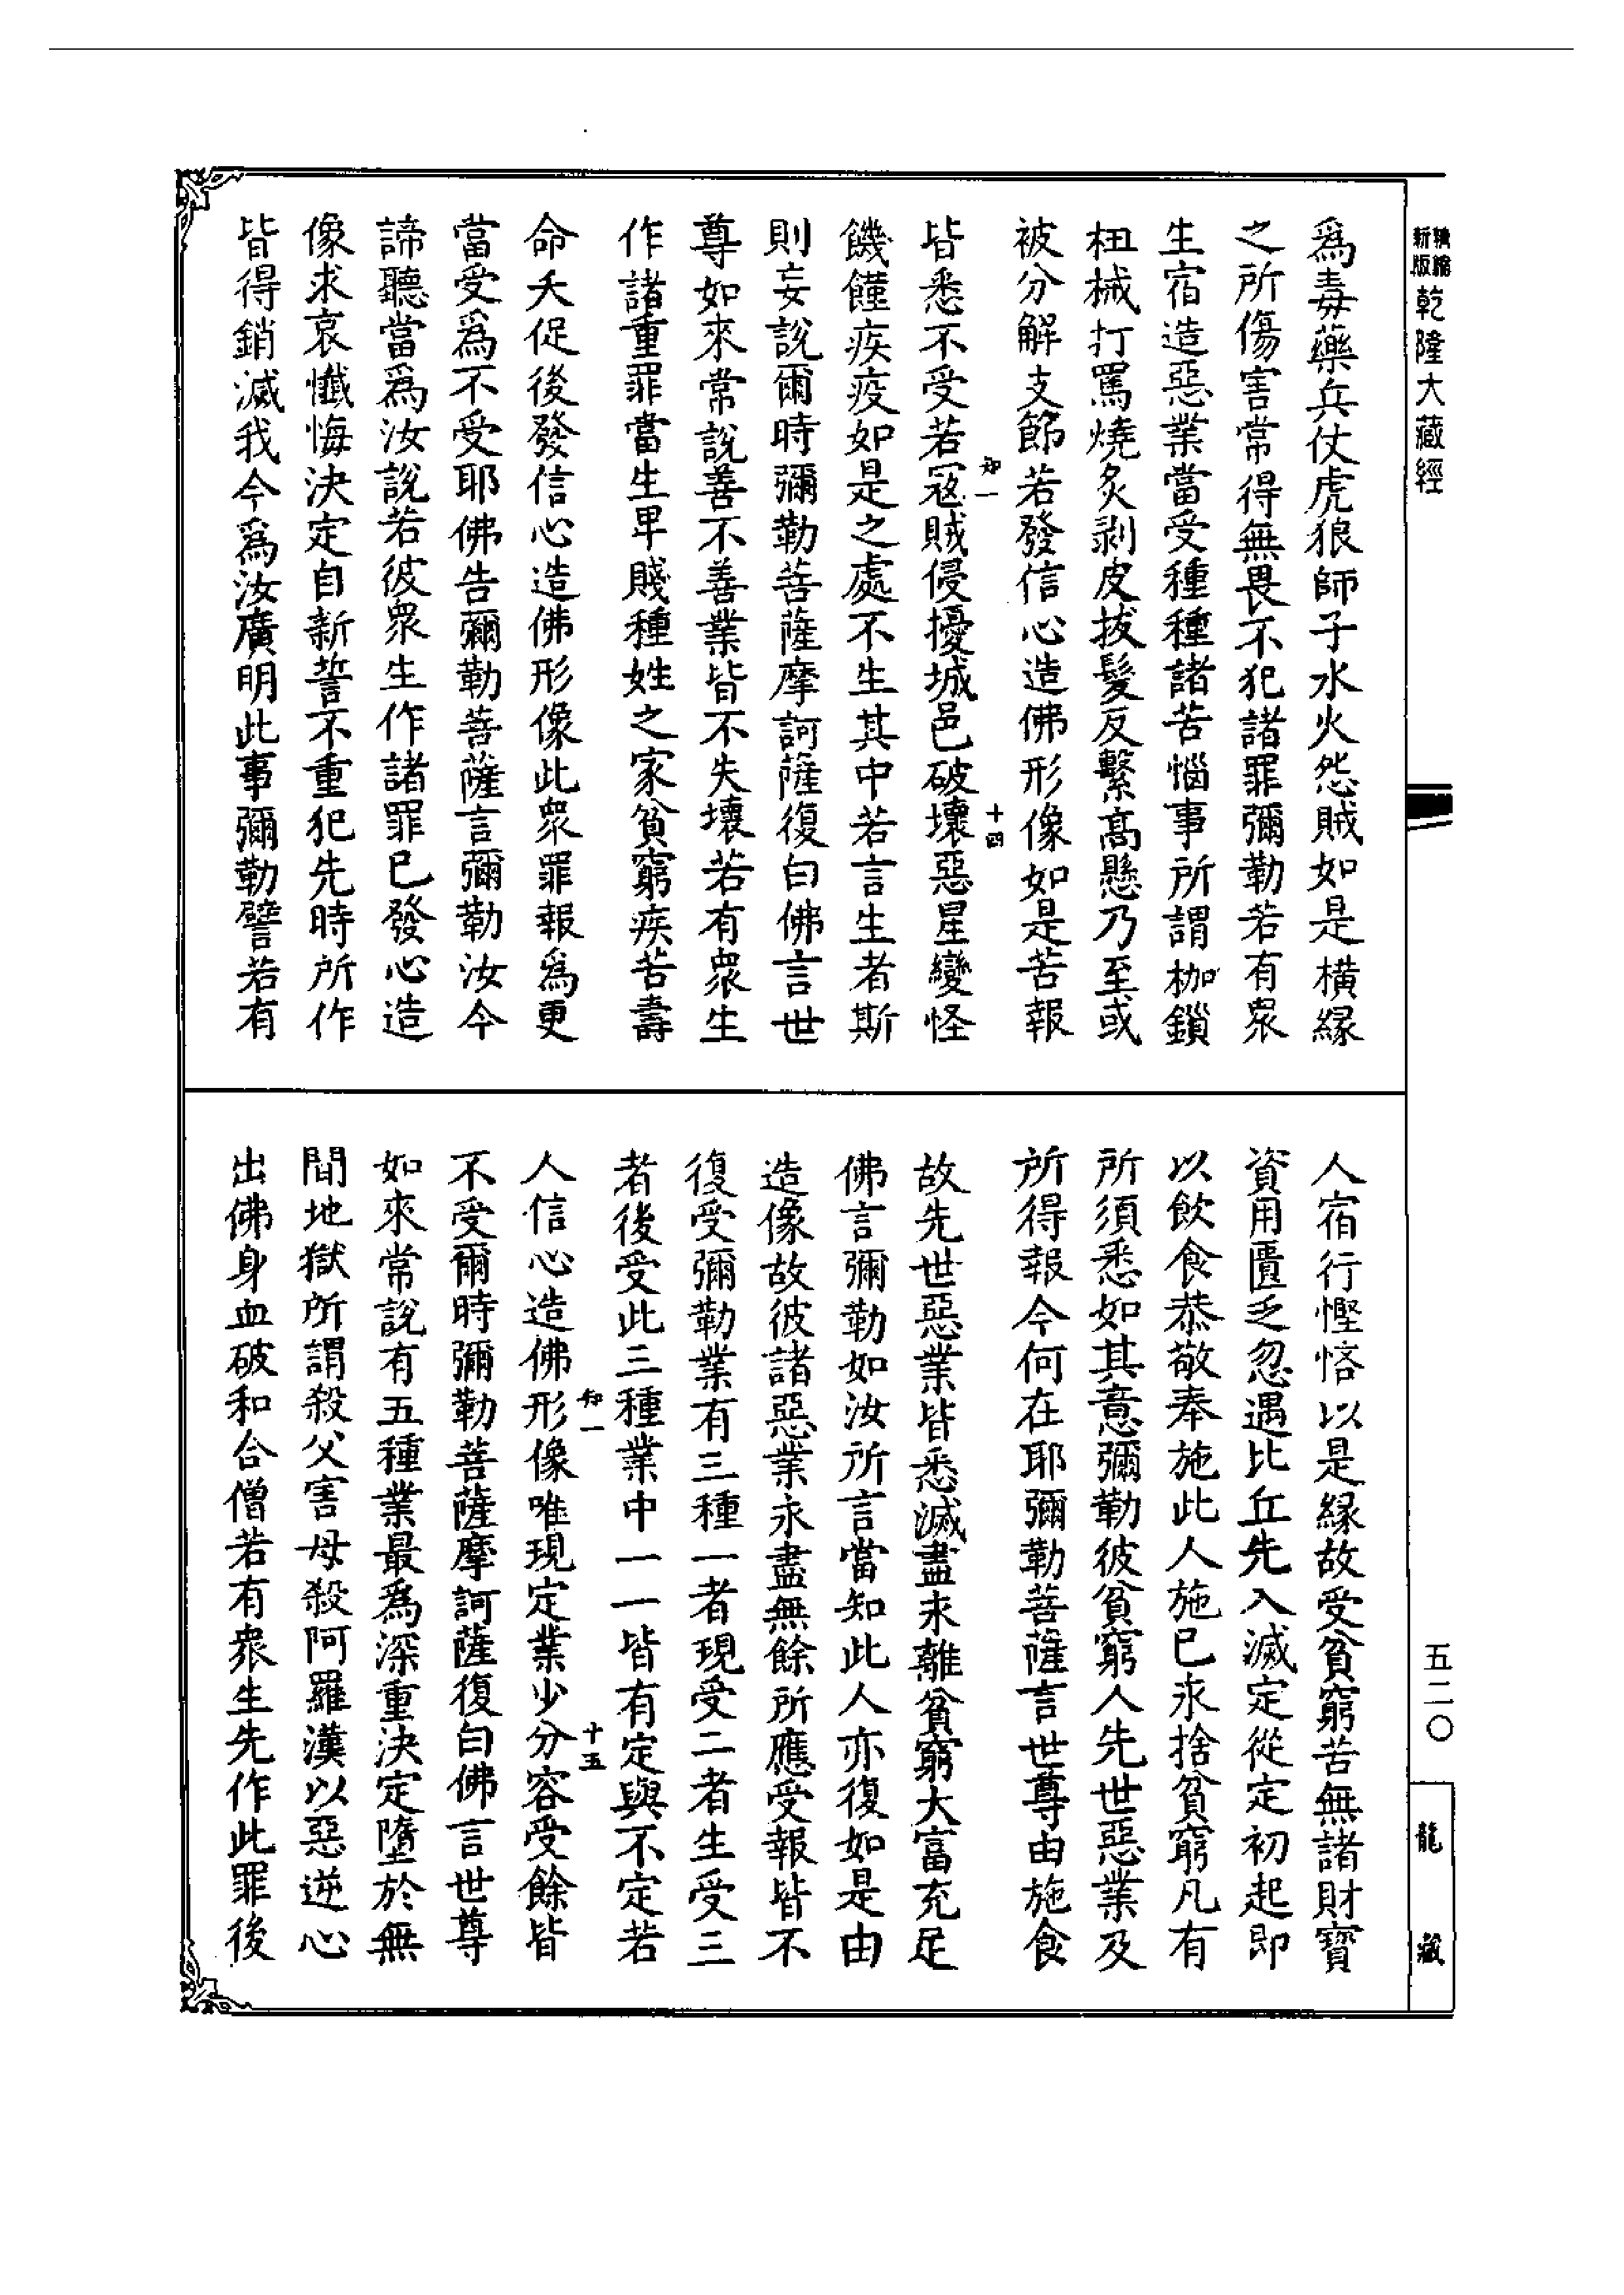 精縮新版乾隆大藏經
為毒藥兵仗虎狼師子水火怨賊如是橫緣
之所傷害常得無畏不犯諸罪彌勒若有衆
生宿造惡業當受種種諸苦惱事所謂枷鎖
杻械打罵燒炙剥皮拔髮反繫髙懸乃至或
被分解支節若發信心造佛形像如是苦報
知一
十四
皆悉不受若冦賊侵擾城邑破壞惡星變怪
饑饉疾疫如是之處不生其中若言生者斯
則妄說爾時彌勒菩薩摩訶薩復白佛言世
尊如來常說善不善業皆不失壞若有衆生
作諸重罪當生卑賤種姓之家貧窮疾苦壽
命夭促後發信心造佛形像此衆罪報爲更
當受爲不受耶佛告彌勒菩薩言彌勒汝今
諦聽當爲汝說若彼衆生作諸罪已發心造
像求哀懺悔決定自新誓不重犯先時所作
皆得銷滅我今爲汝廣明此事彌勒譬若有
人宿行慳悋以是緣故受貧窮苦無諸財寶
資用匱乏忽遇比丘先入滅定從定初起即
以飲食恭敬奉施此人施已永捨貧窮凡有
所須悉如其意彌勒彼貧窮人先世惡業及
所得報今何在耶彌勒菩薩言世尊由施食
故先世惡業皆悉滅盡永離貧窮大富充足
佛言彌勒如汝所言當知此人亦復如是由
造像故彼諸惡業永盡無餘所應受報皆不
復受彌勒業有三種一者現受二者生受三
者後受此三種業中一一皆有定與不定若
知一
十五
人信心造佛形像唯現定業少分容受餘皆
不受爾時彌勒菩薩摩訶薩復白佛言世尊
如來常說有五種業最爲深重決定墮於無
間地獄所謂殺父害母殺阿羅漢以惡逆心
出佛身血破和合僧若有衆生先作此罪後
五二〇
龍藏